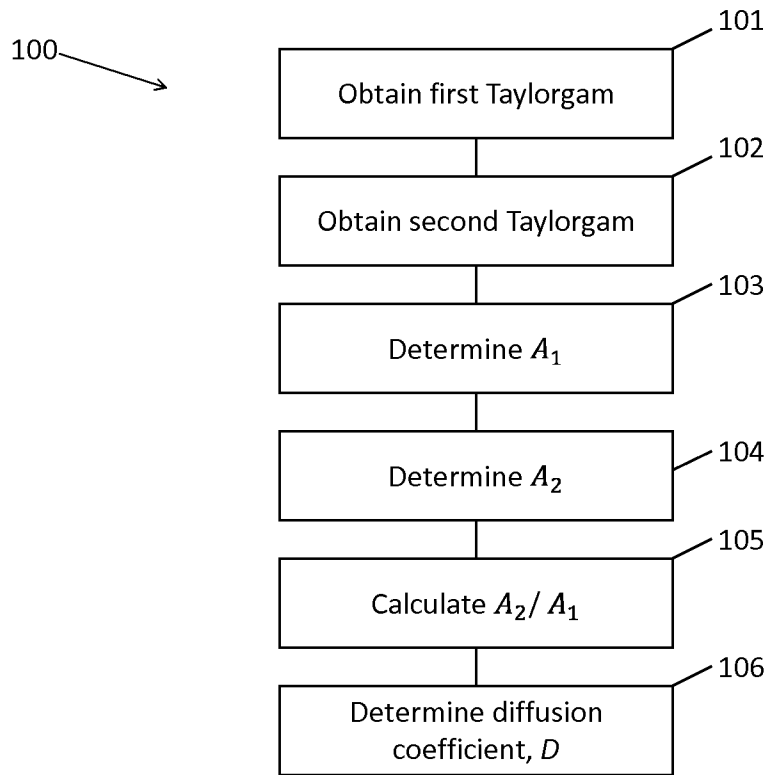 100
101
Obtain first Taylorgam
102
Obtain second Taylorgam
103
Determine A₁
104
Determine A₂
105
Calculate A₂/ A₁
106
Determine diffusion
coefficient, D